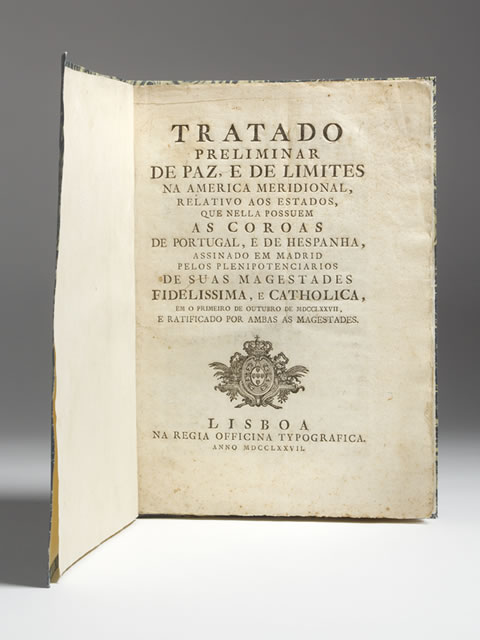 TRATADO
PRELIMINAR
DE PAZ, E DE LIMITES
NA AMERICA MERIDIONAL,
RELATIVO AOS ESTADOS,
QUE NELLA POSSUEM
AS COROAS
DE PORTUGAL, E DE HESPANHA,
ASSINADO EM MADRID
PELOS PLENIPOTENCIARIOS
DE SUAS MAGESTADES
FIDELISSIMA, E CATHOLICA,
EM O PRIMEIRO DE OUTUBRO DE MDCCLXXVII,
E RATIFICADO POR AMBAS AS MAGESTADES.
LISBOA
NA REGIA OFFICINA TYPOGRAFICA.
ANNO MDCCLXXVII.